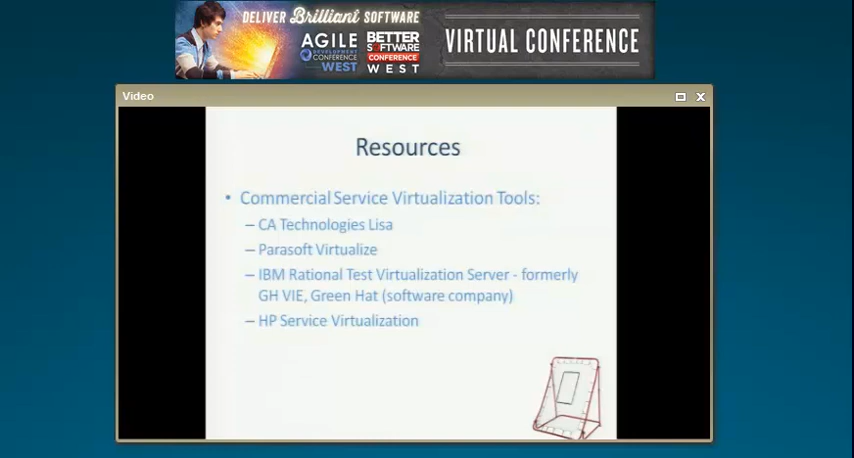 DELIVER Brilliant SOFTWARE
AGILE
DEVELOPMENT
CONFERENCE
WEST
BETTER
SOFTWARE
CONFERENCE
WEST
VIRTUAL CONFERENCE
Video
Resources
• Commercial Service Virtualization Tools:
– CA Technologies Lisa
– Parasoft Virtualize
– IBM Rational Test Virtualization Server - formerly
GH VIE, Green Hat (software company)
– HP Service Virtualization